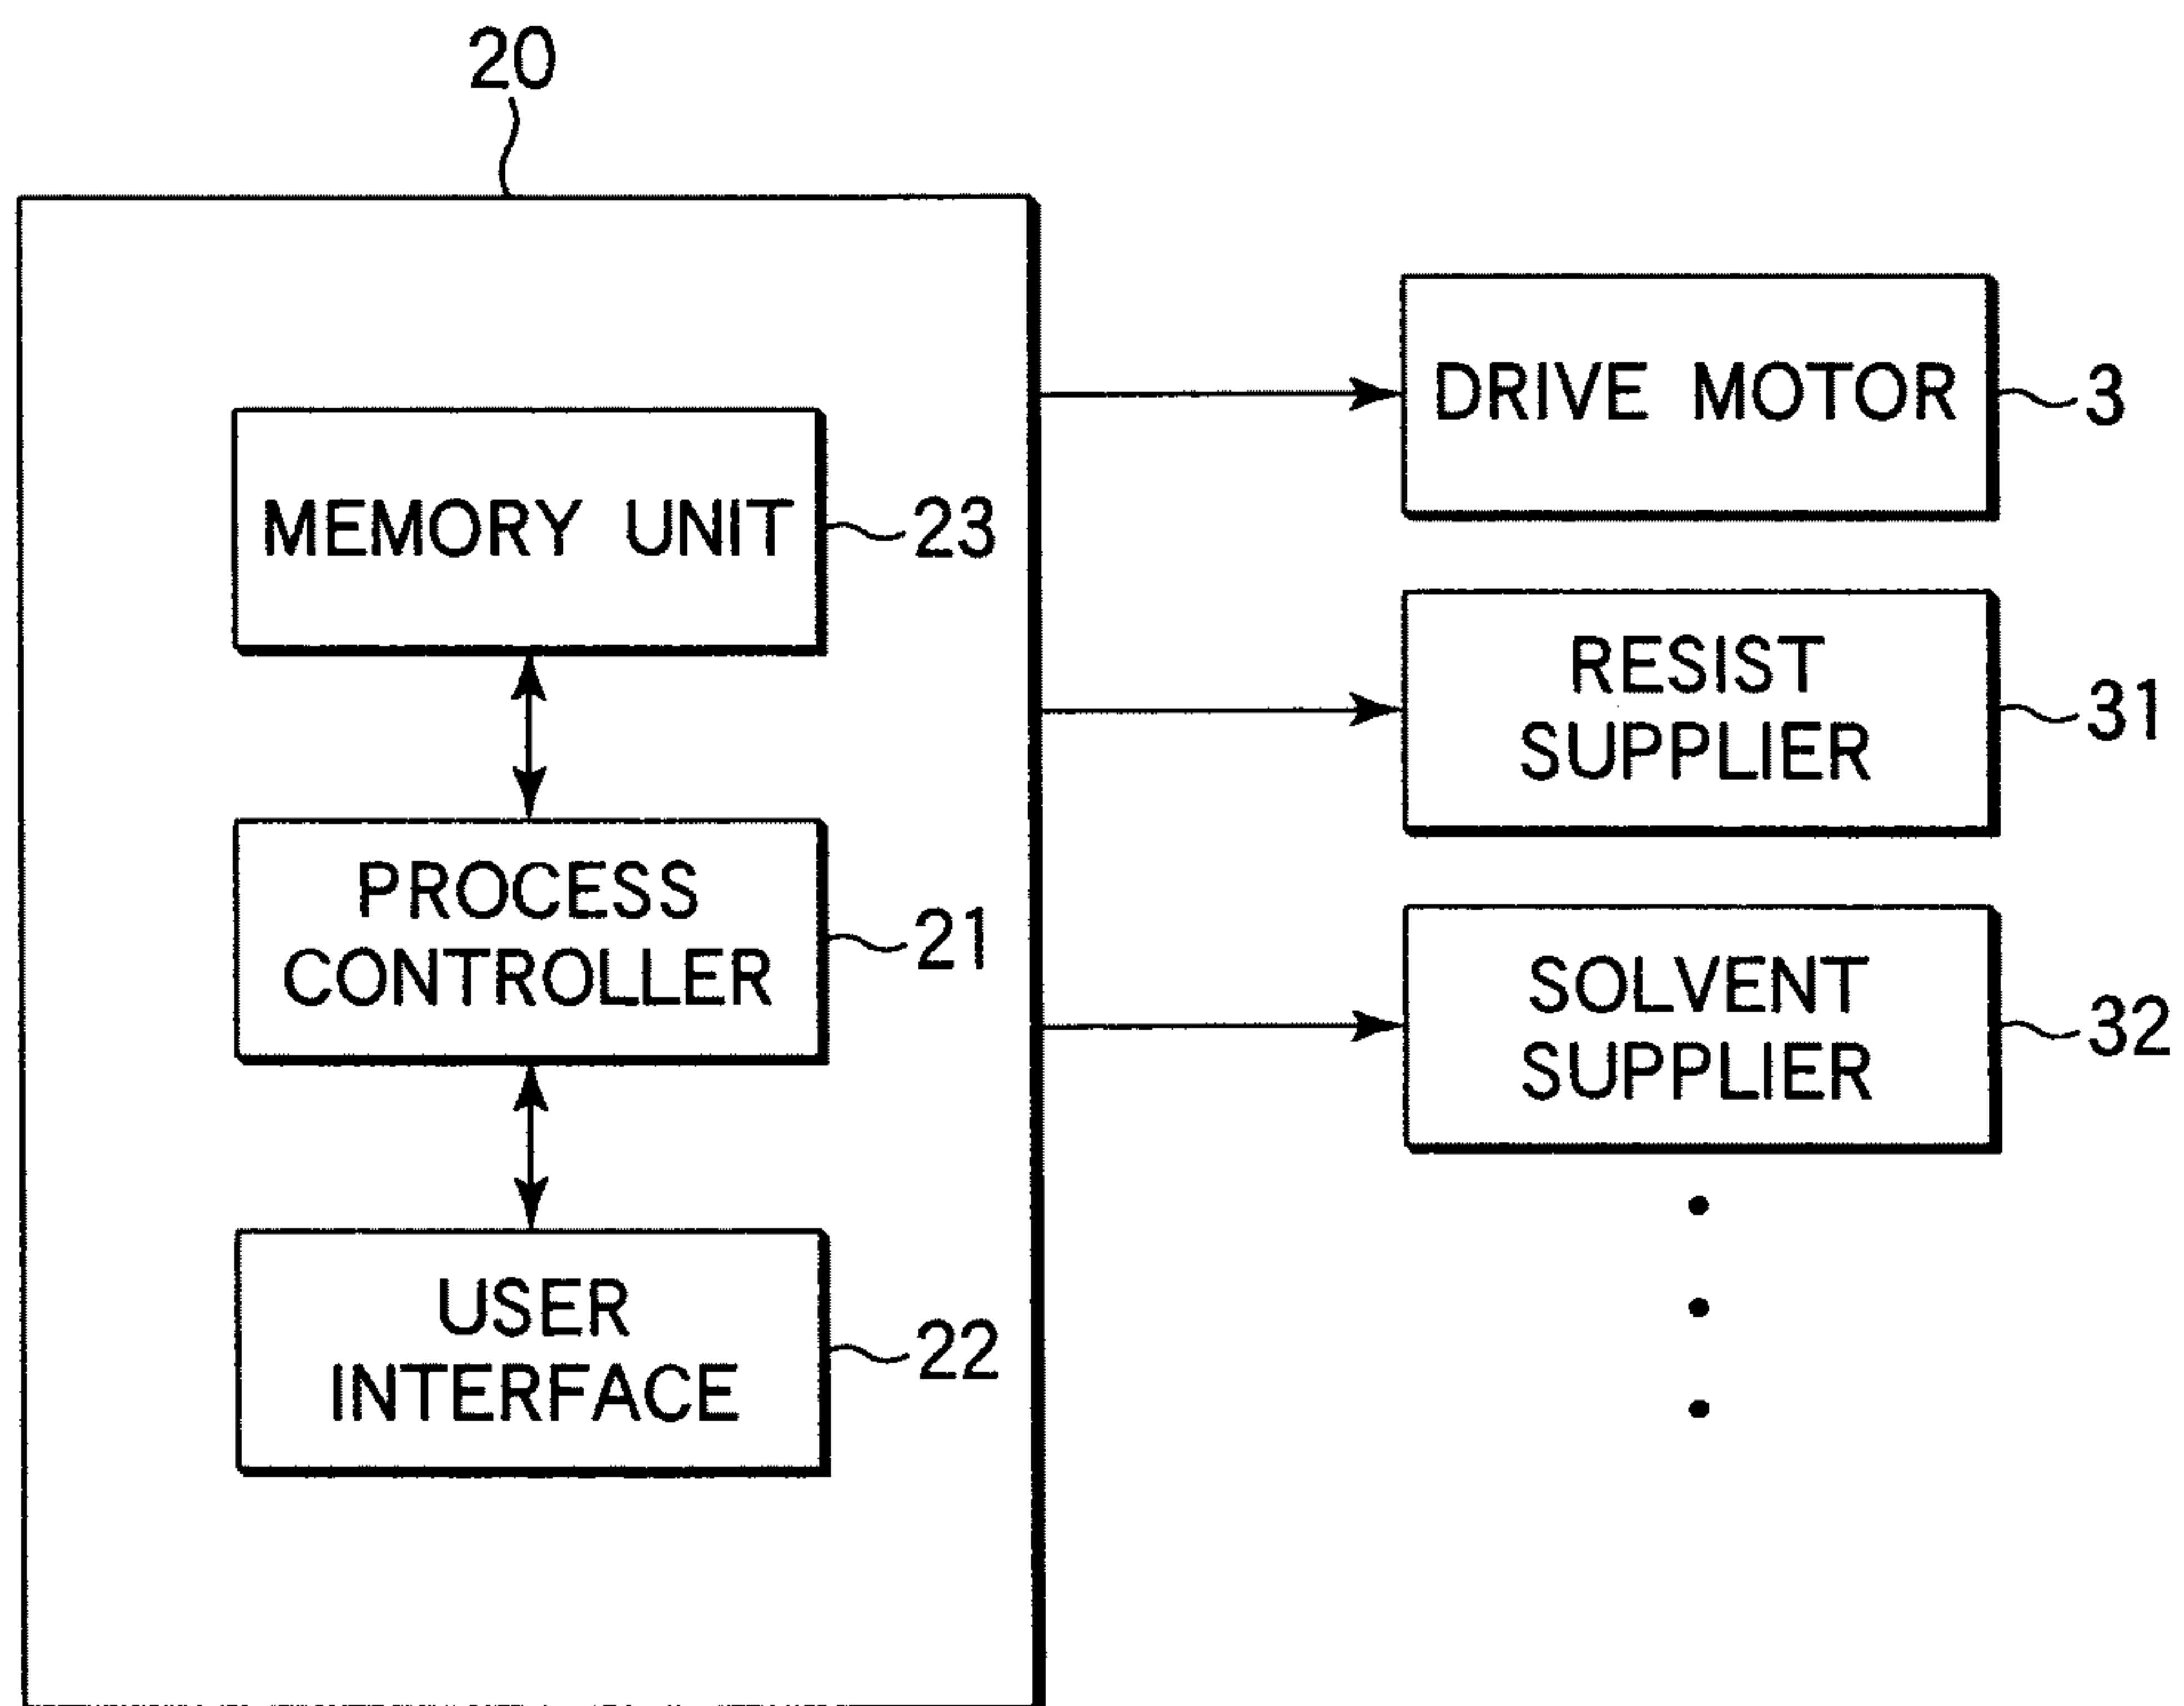 20
MEMORY UNIT
23
PROCESS
CONTROLLER
21
USER
INTERFACE
22
DRIVE MOTOR
3
RESIST
SUPPLIER
31
SOLVENT
SUPPLIER
32